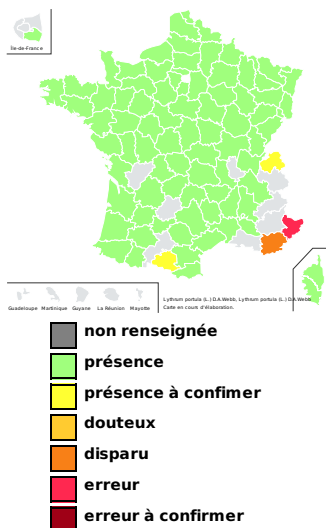 Île-de-France
Guadeloupe Martinique Guyane La Réunion Mayotte
Lythrum portula (L.) D.A.Webb, Lythrum portula (L.) D.A.Webb
Carte en cours d'élaboration.
non renseignée
présence
présence à confimer
douteux
disparu
erreur
erreur à confirmer